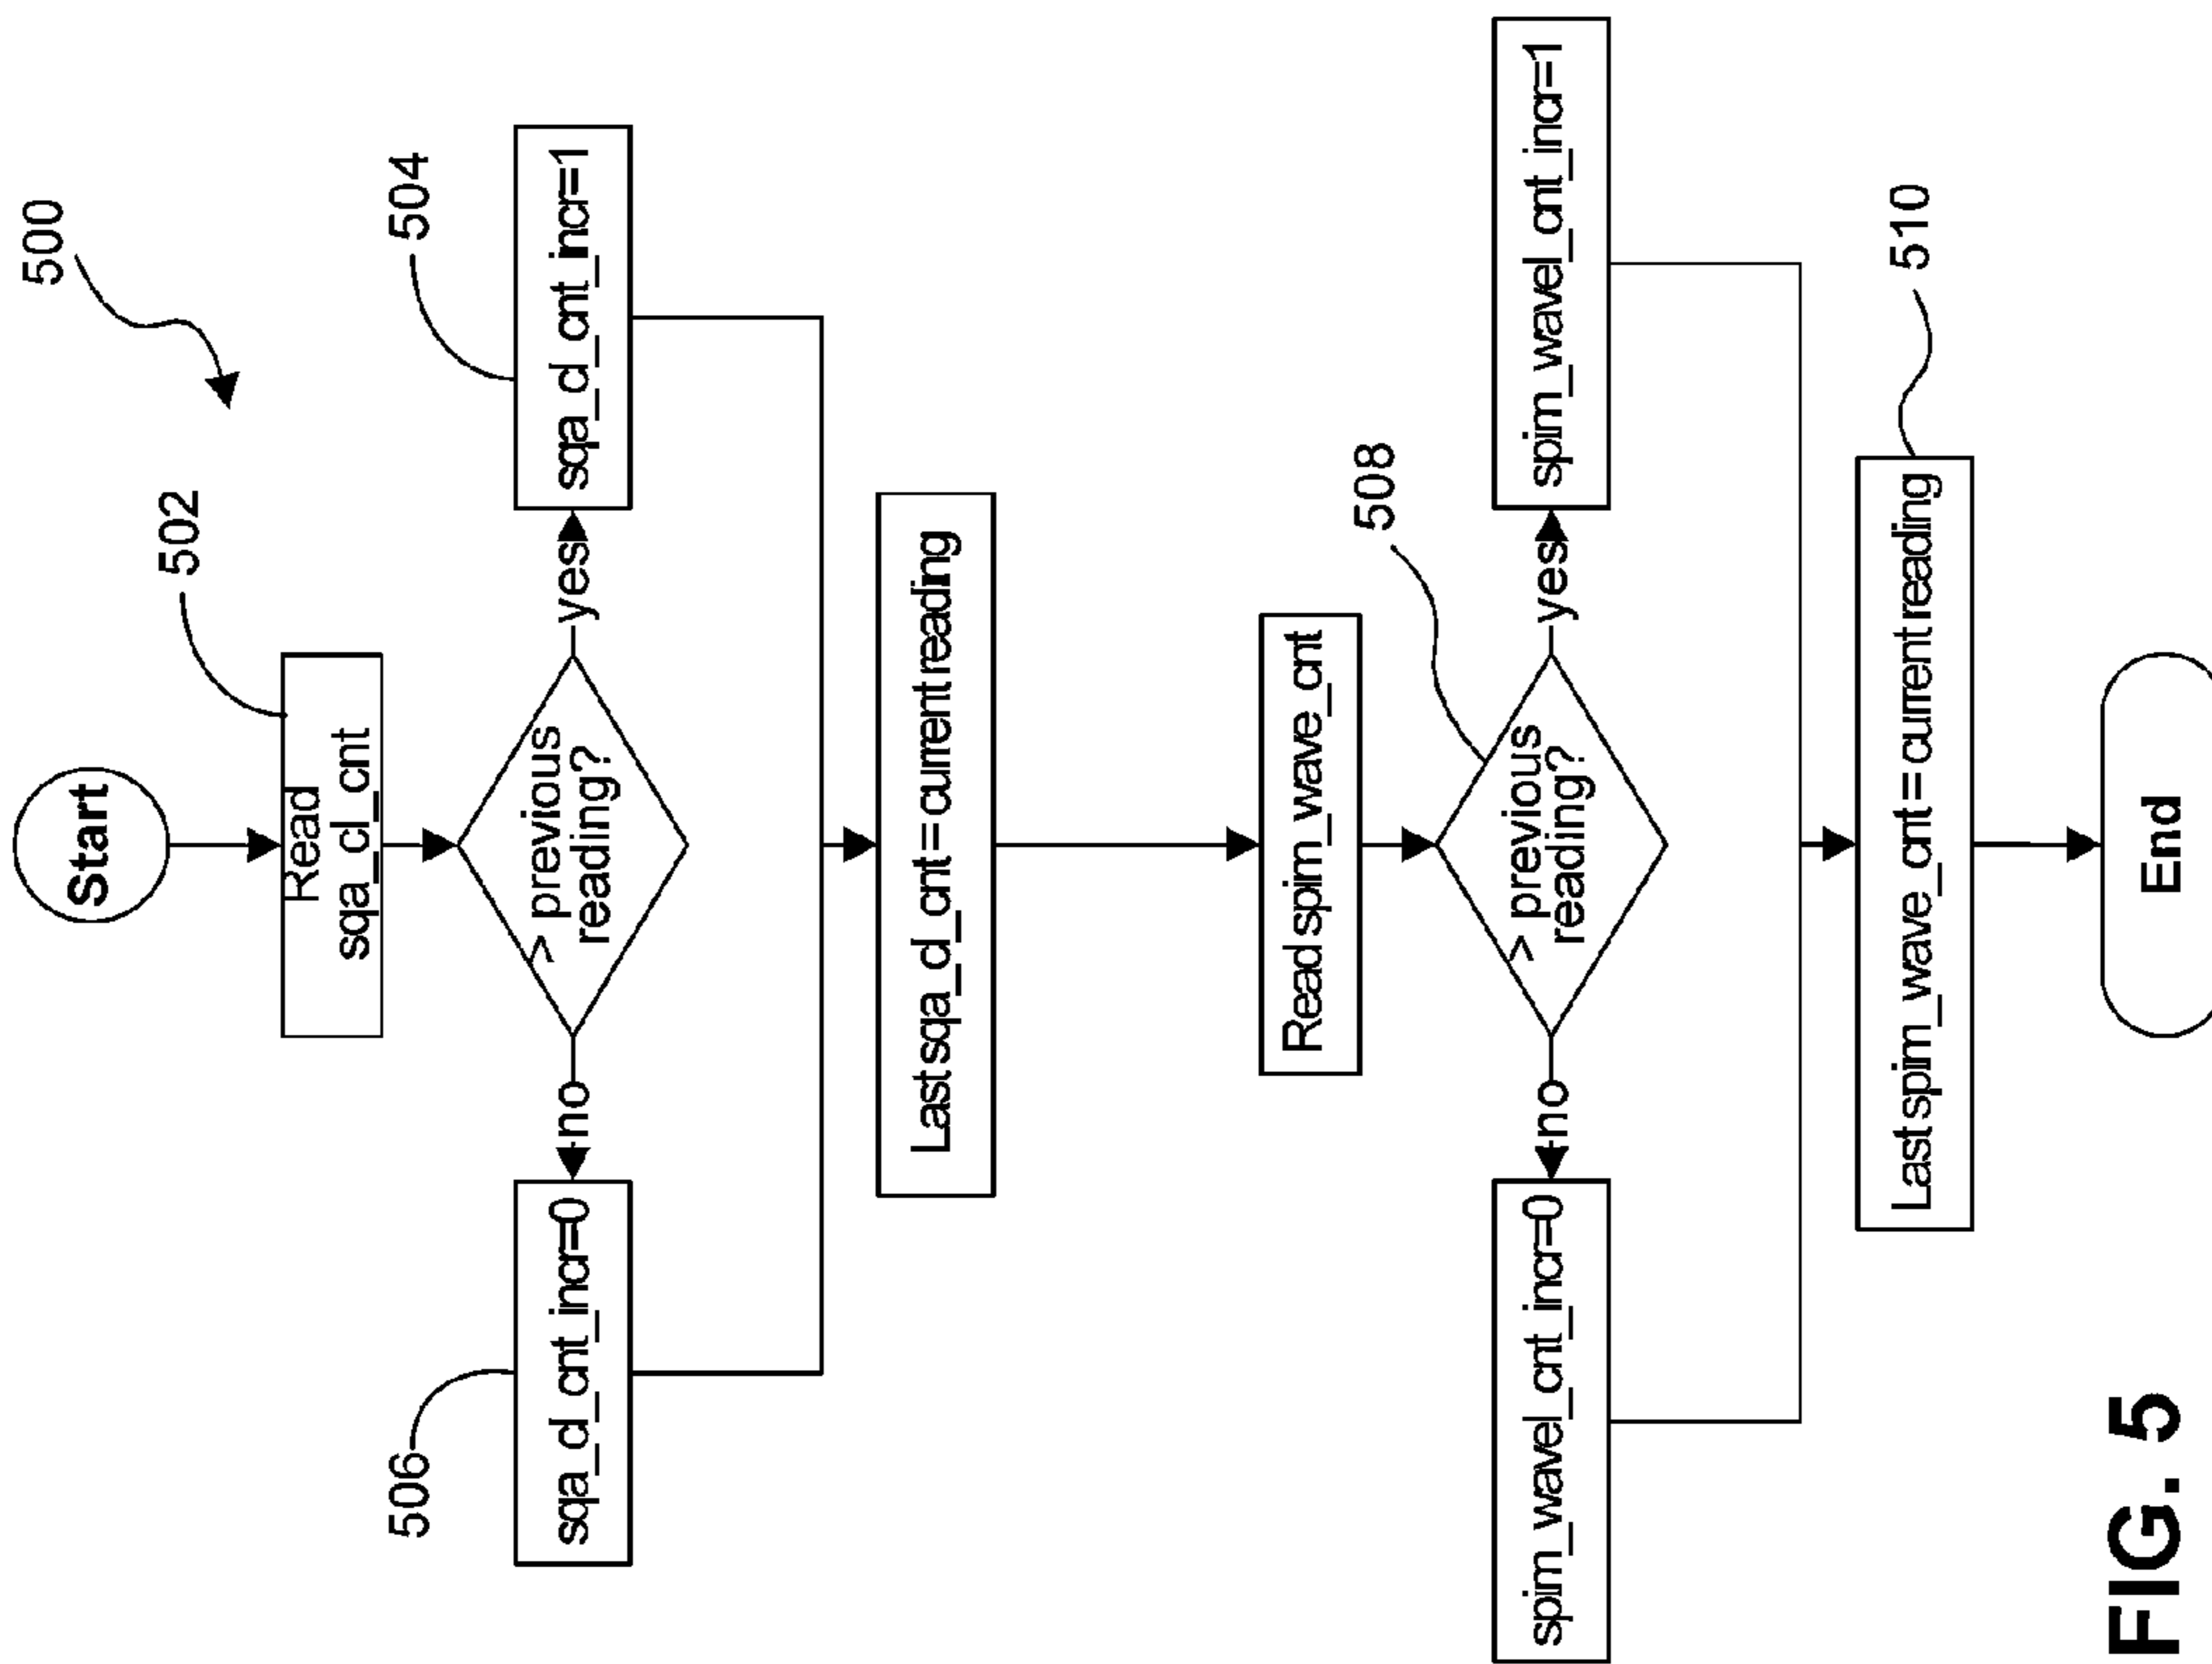 500
Start
502
Read
sqa_cl_cnt
> previous
reading?
no
yes
506
sqa_cl_cnt_incr=0
504
sqa_cl_cnt_incr=1
Last sqa_cl_cnt = current reading
Read spim_wave_cnt
508
> previous
reading?
no
yes
spim_wavel_cnt_incr=0
spim_wavel_cnt_incr=1
510
Last spim_wave_cnt = current reading
End
FIG. 5